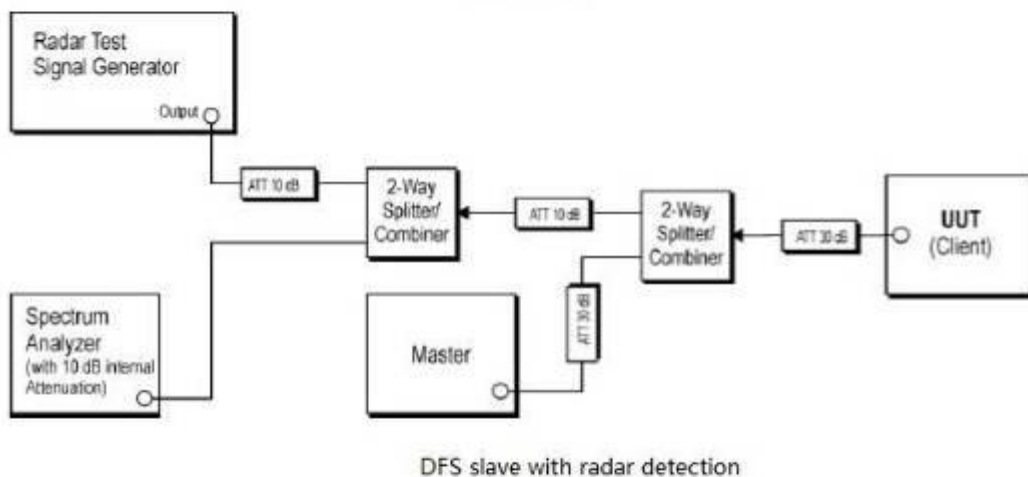 Radar Test
Signal Generator
Output
ATT 10 dB
2-Way
Splitter/
Combiner
ATT 10 dB
2-Way
Splitter/
Combiner
ATT 30 dB
UUT
(Client)
Spectrum
Analyzer
(with 10 dB internal
Attenuation)
Master
ATT 30 dB
DFS slave with radar detection